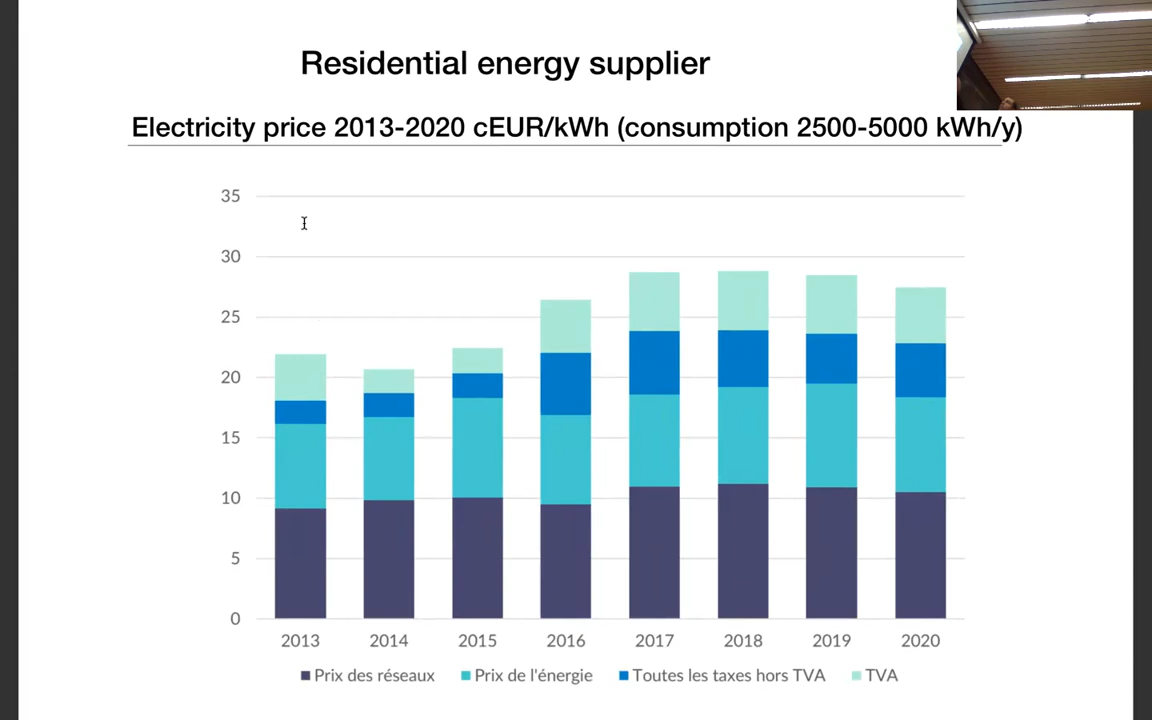 Residential energy supplier
Electricity price 2013-2020 cEUR/kWh (consumption 2500-5000 kWh/y)
35
30
25
20
15
10
5
0
2013 2014 2015 2016 2017 2018 2019 2020
Prix des réseaux Prix de l'énergie Toutes les taxes hors TVA TVA